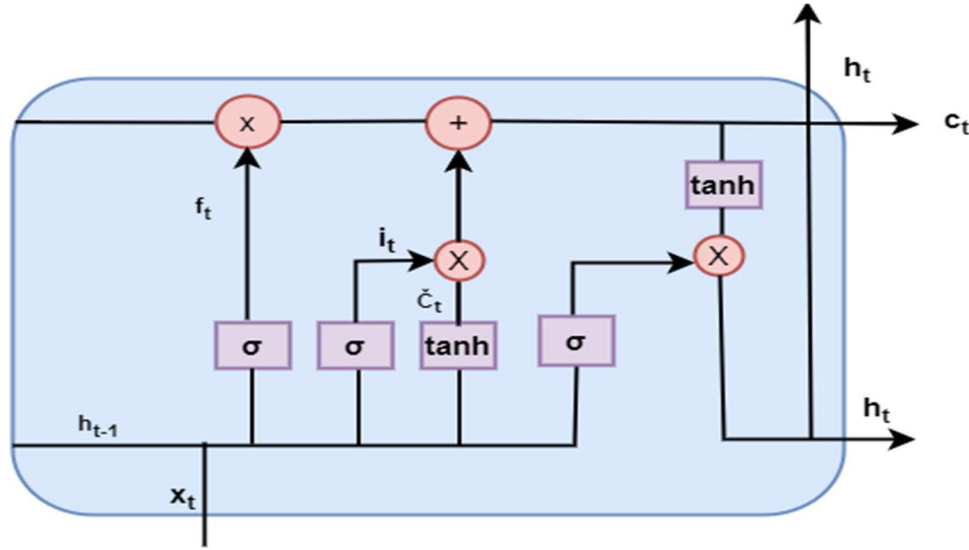 hₜ
x
+
cₜ
tanh
fₜ
iₜ
X
X
Čₜ
σ
σ
tanh
σ
hₜ₋₁
hₜ
xₜ